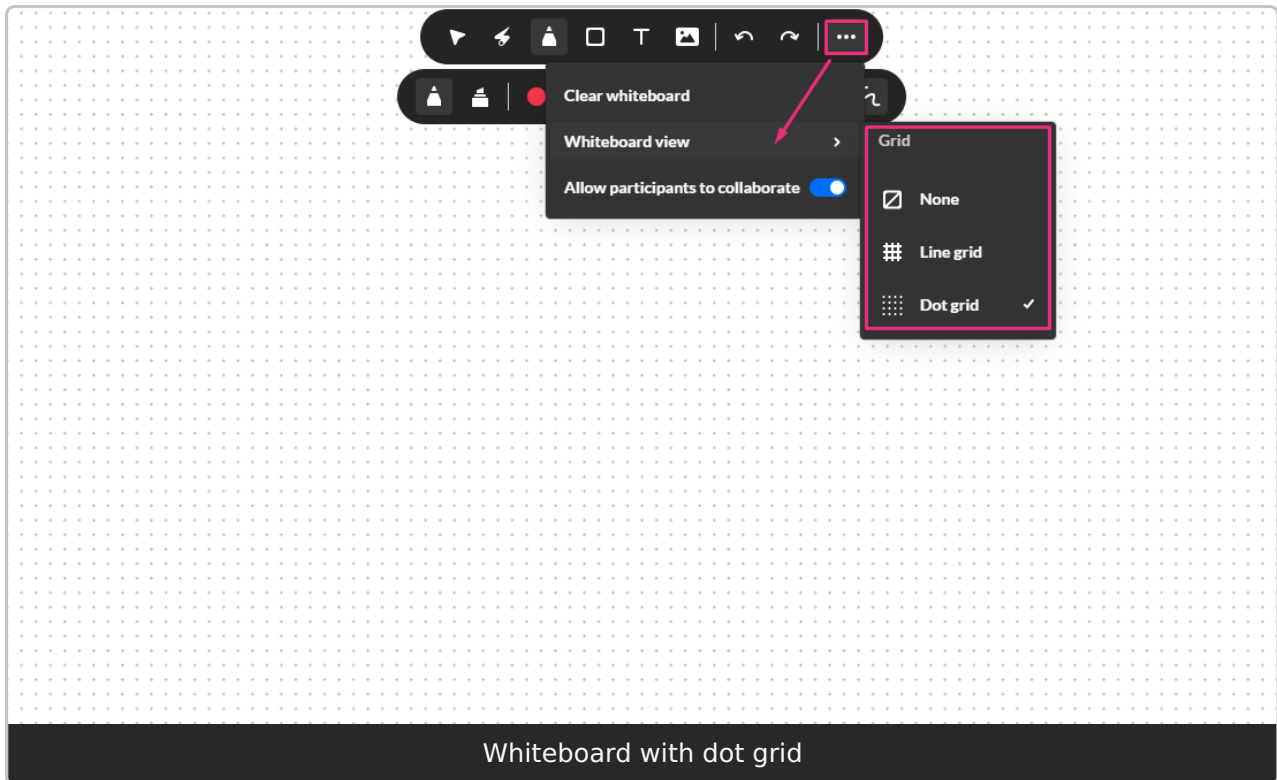 T
Clear whiteboard
Whiteboard view
Allow participants to collaborate
Grid
None
Line grid
Dot grid
Whiteboard with dot grid